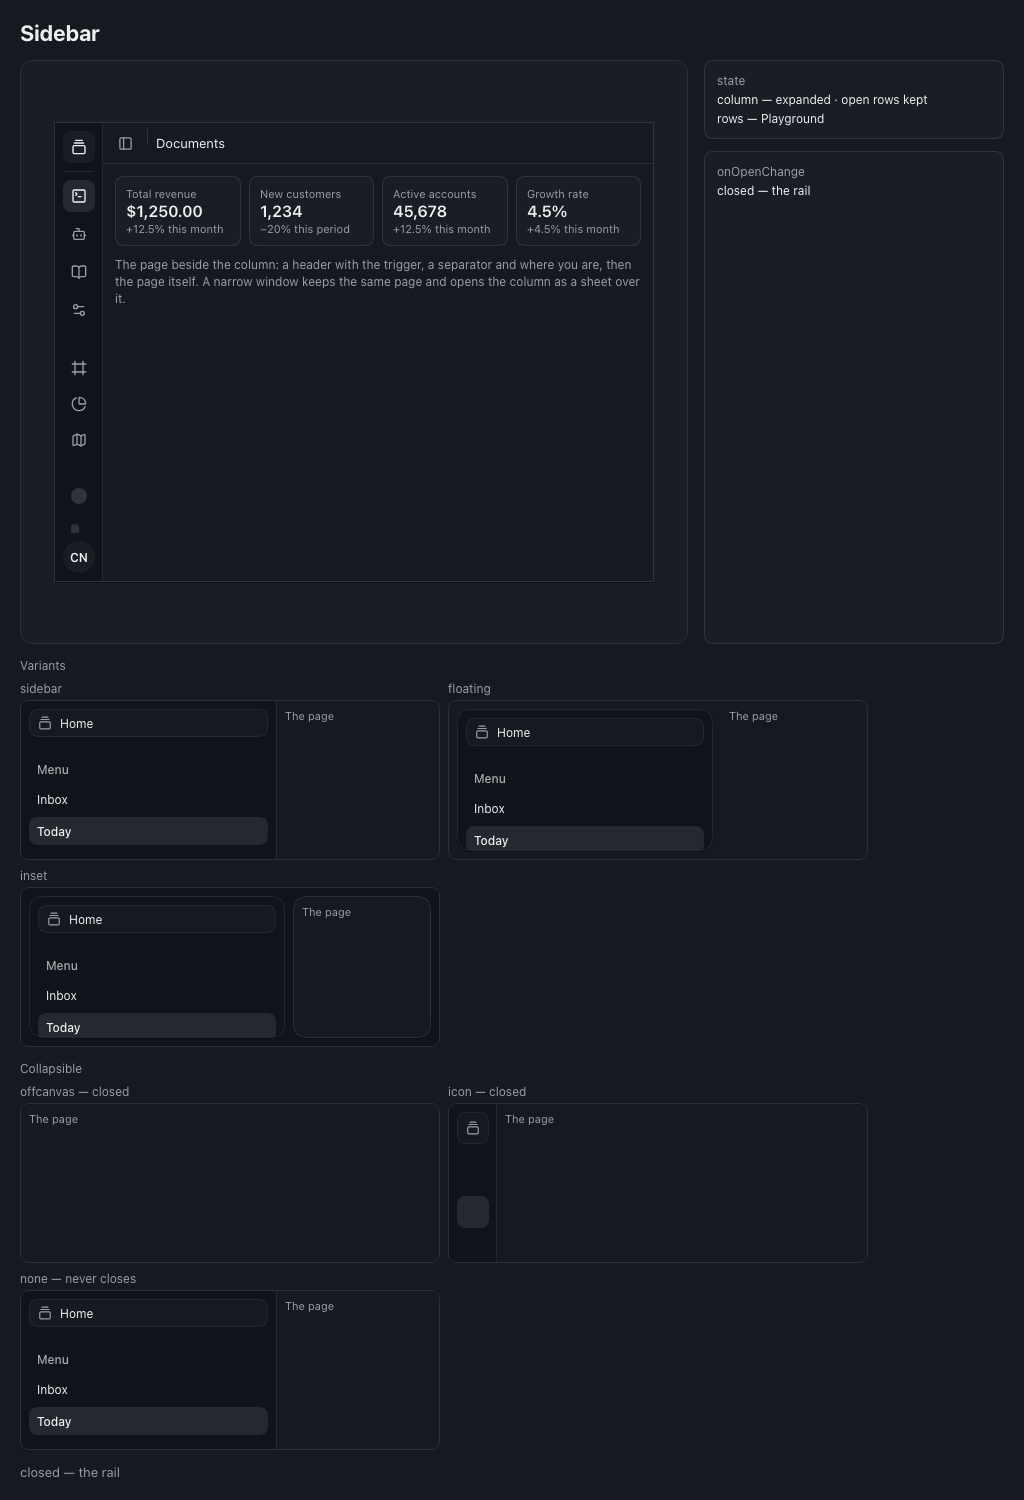 Sidebar
Documents
Total revenue
$1,250.00
+12.5% this month
New customers
1,234
−20% this period
Active accounts
45,678
+12.5% this month
Growth rate
4.5%
+4.5% this month
The page beside the column: a header with the trigger, a separator and where you are, then
the page itself. A narrow window keeps the same page and opens the column as a sheet over
it.
CN
state
column — expanded · open rows kept
rows — Playground
onOpenChange
closed — the rail
Variants
sidebar
Home
Menu
Inbox
Today
The page
floating
Home
Menu
Inbox
Today
The page
inset
Home
Menu
Inbox
Today
The page
Collapsible
offcanvas — closed
The page
icon — closed
The page
none — never closes
Home
Menu
Inbox
Today
The page
closed — the rail